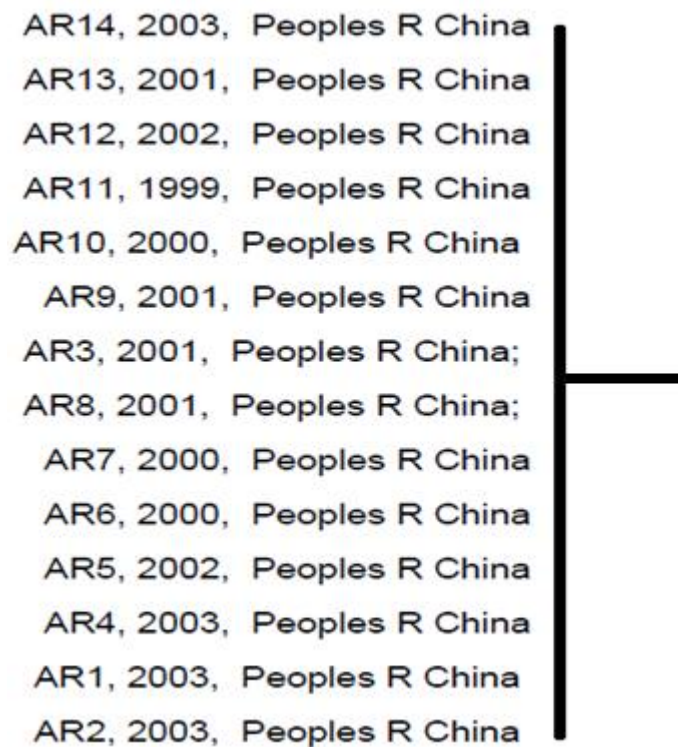 AR14, 2003, Peoples R China
AR13, 2001, Peoples R China
AR12, 2002, Peoples R China
AR11, 1999, Peoples R China
AR10, 2000, Peoples R China
AR9, 2001, Peoples R China
AR3, 2001, Peoples R China;
AR8, 2001, Peoples R China;
AR7, 2000, Peoples R China
AR6, 2000, Peoples R China
AR5, 2002, Peoples R China
AR4, 2003, Peoples R China
AR1, 2003, Peoples R China
AR2, 2003, Peoples R China